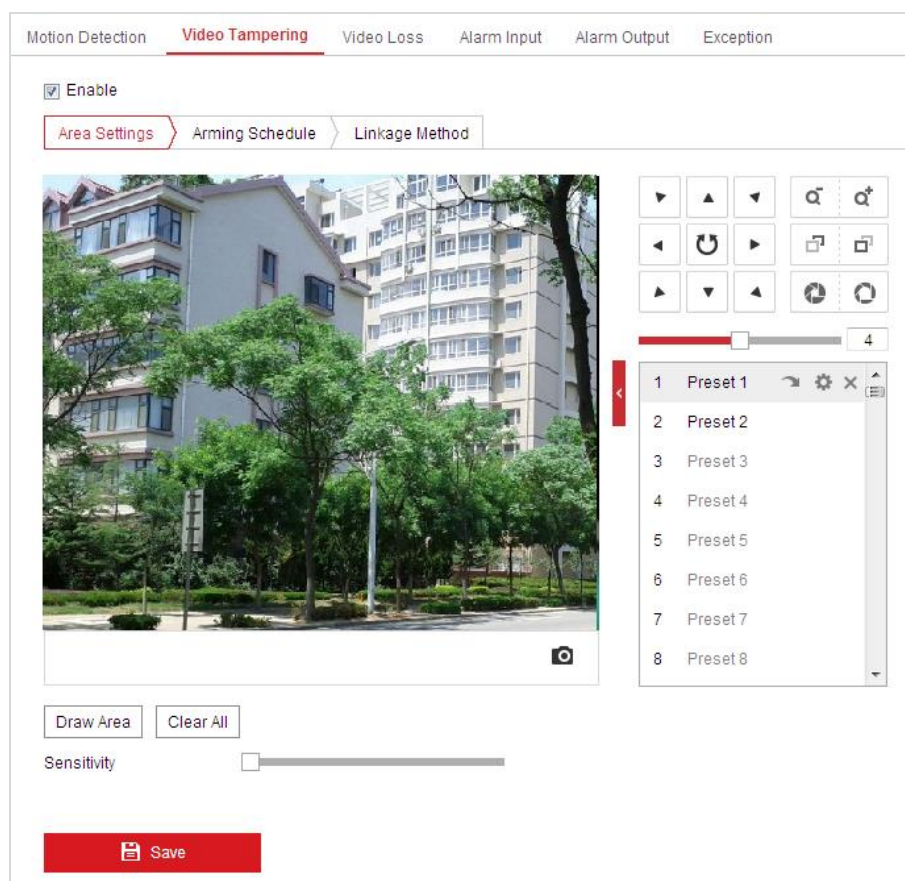 Motion Detection Video Tampering Video Loss Alarm Input Alarm Output Exception
Enable
Area Settings Arming Schedule Linkage Method
4
1 Preset 1
2 Preset 2
3 Preset 3
4 Preset 4
5 Preset 5
6 Preset 6
7 Preset 7
8 Preset 8
Draw Area Clear All
Sensitivity
Save